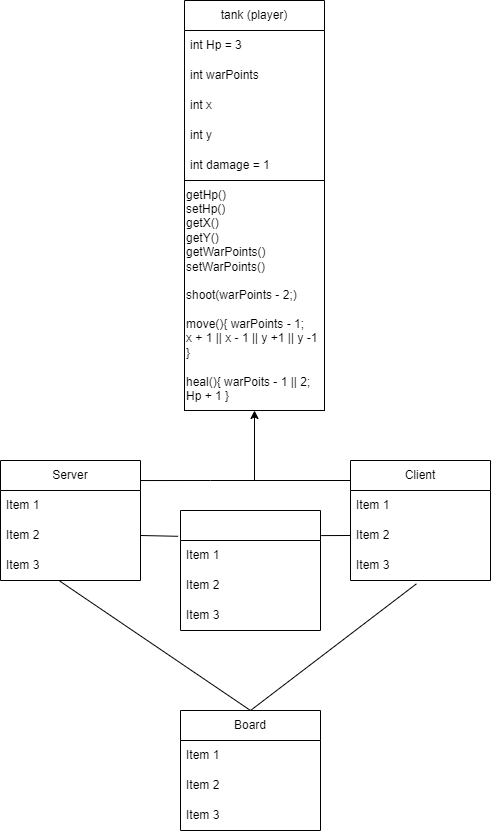 tank (player)
int Hp = 3
int warPoints
int x
int y
int damage = 1
getHp()
setHp()
getX()
getY()
getWarPoints()
setWarPoints()
shoot(warPoints - 2;)
move(){ warPoints - 1;
x + 1 || x - 1 || y +1 || y -1
}
heal(){ warPoits - 1 || 2;
Hp + 1 }
Server
Item 1
Item 2
Item 3
Client
Item 1
Item 2
Item 3
Item 1
Item 2
Item 3
Board
Item 1
Item 2
Item 3